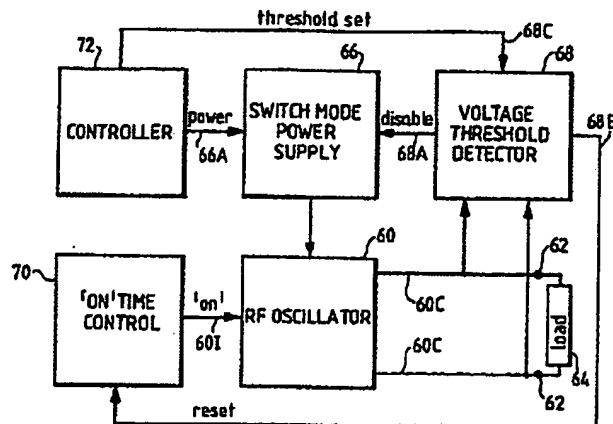 threshold set
68C
72
66
68
CONTROLLER
power
66A
SWITCH MODE
POWER
SUPPLY
disable
68A
VOLTAGE
THRESHOLD
DETECTOR
60
62
70
'ON' TIME
CONTROL
'on'
60I
RF OSCILLATOR
60C
60C
load
64
62
reset